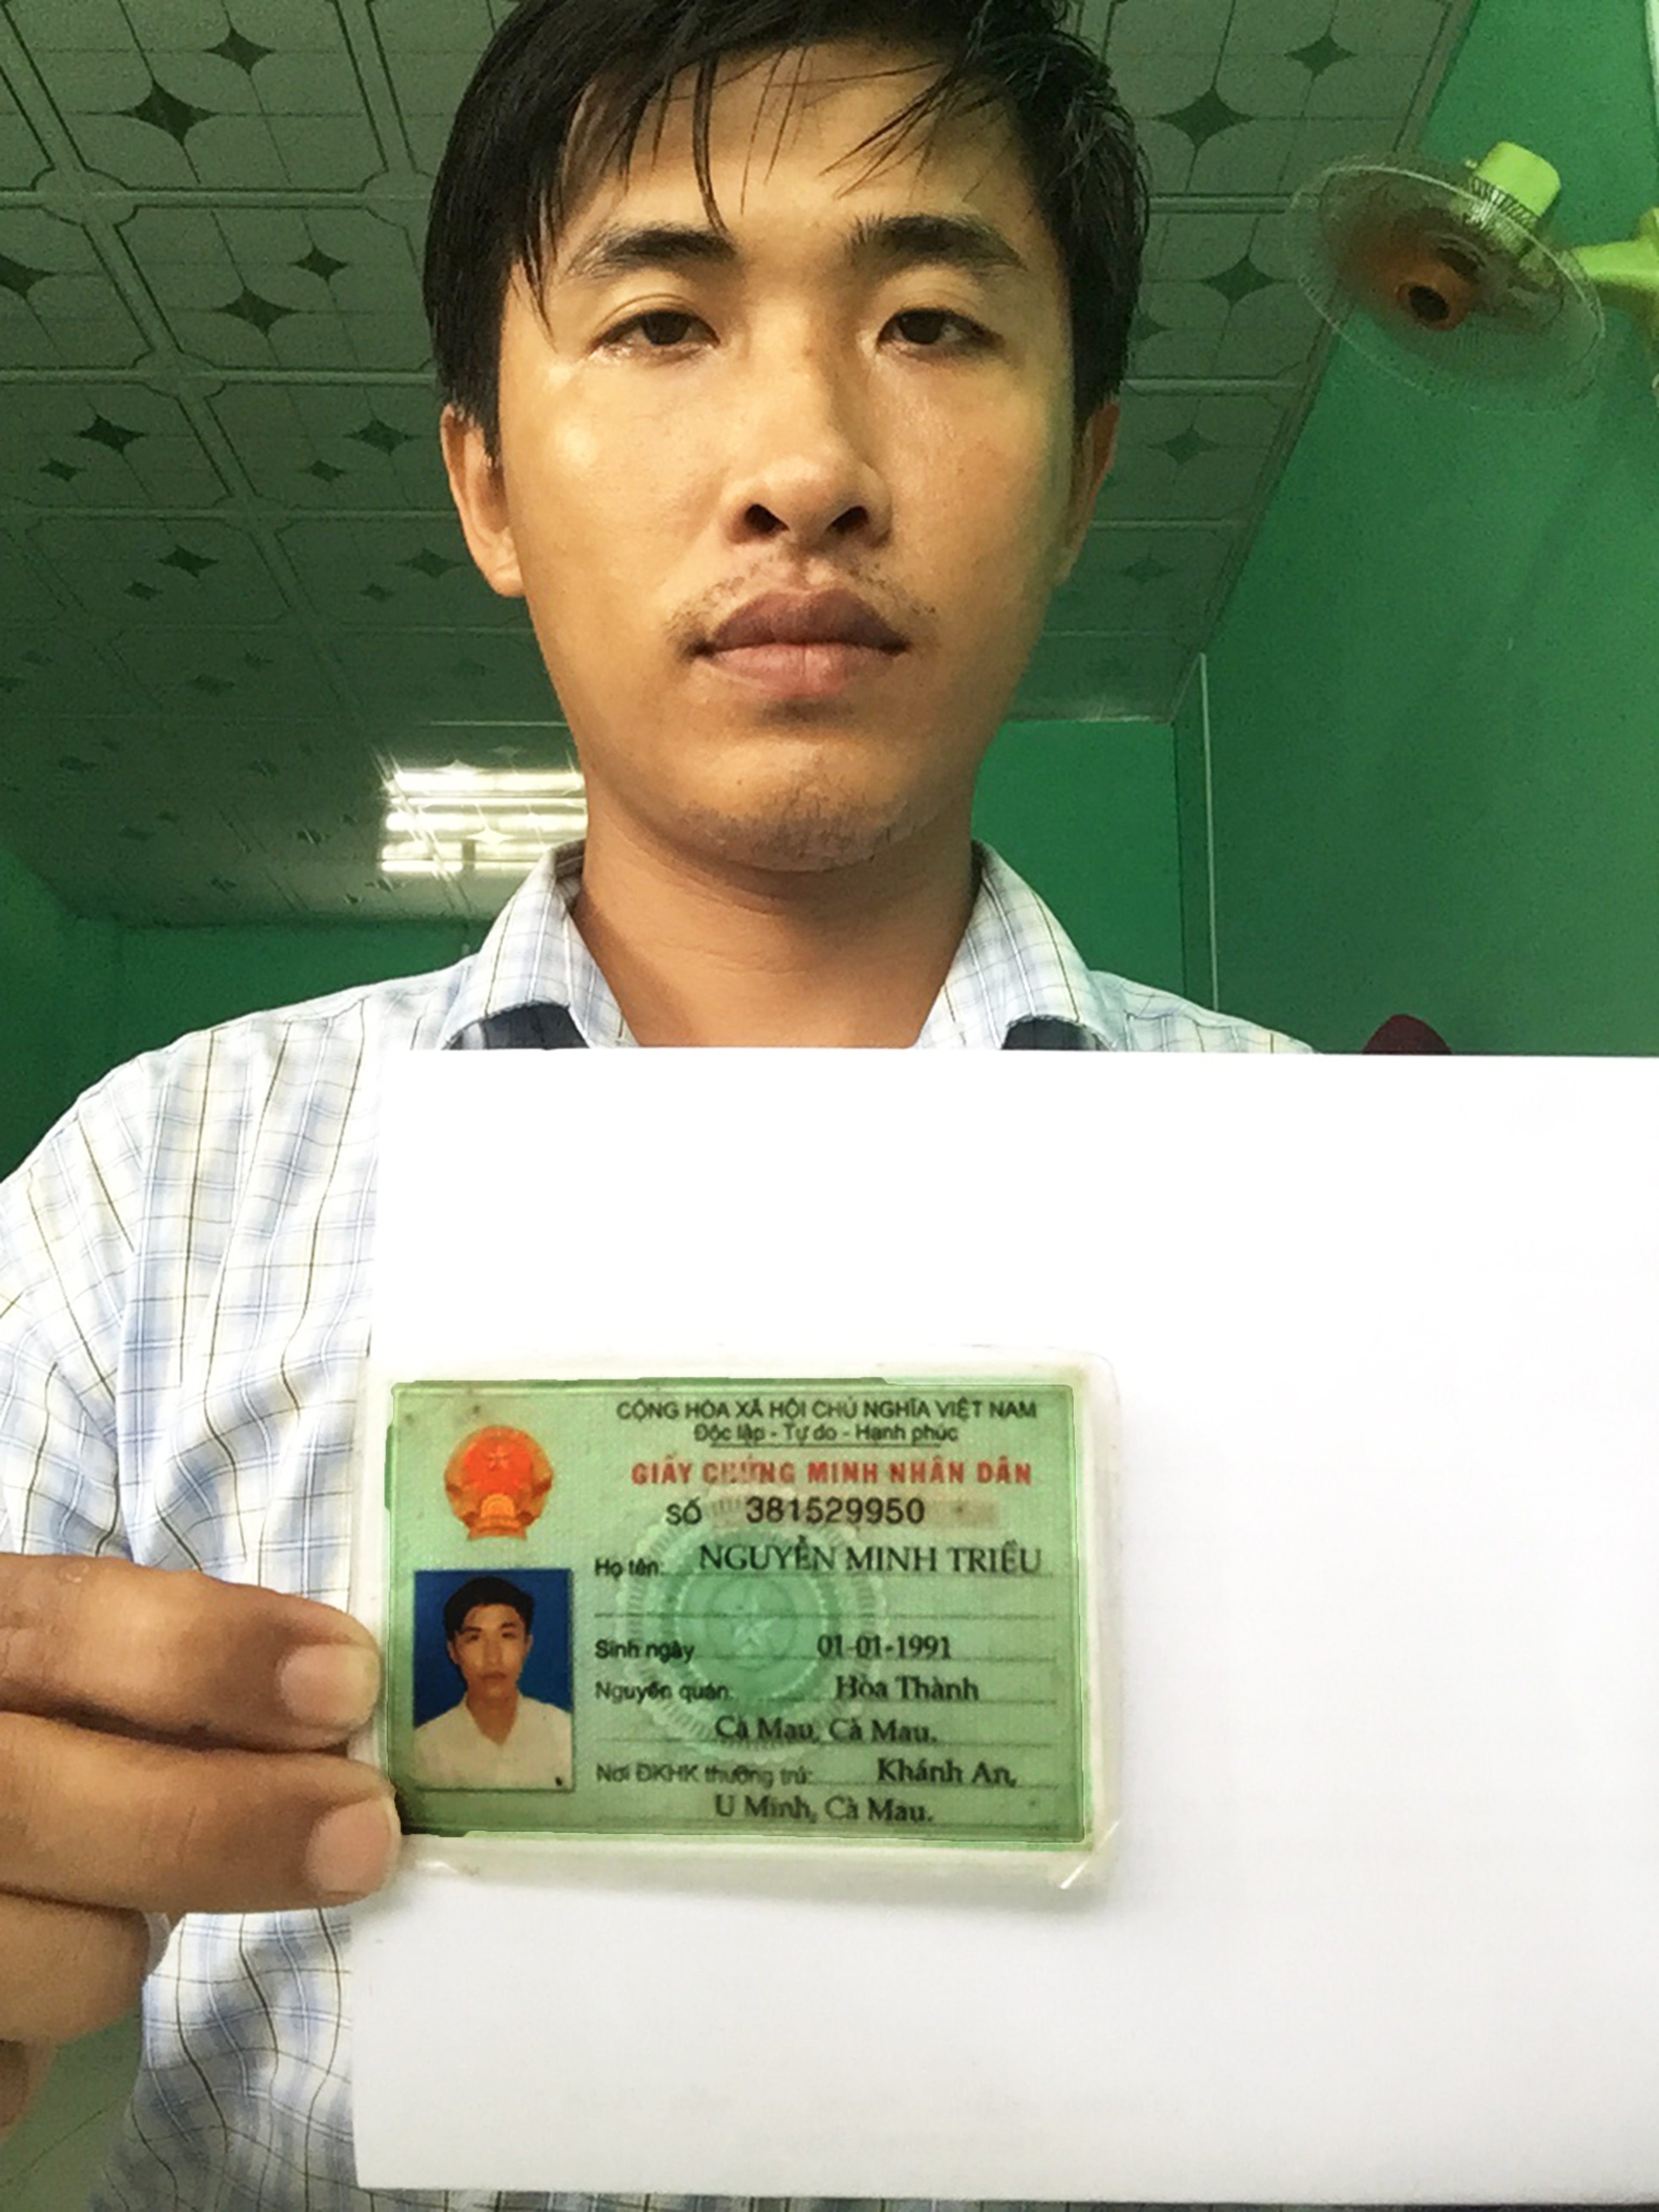 CỘNG HÒA XÃ HỘI CHỦ NGHĨA VIỆT NAM
Độc lập - Tự do - Hạnh phúc
GIẤY CHỨNG MINH NHÂN DÂN
SỐ 381529950
Họ tên: NGUYỄN MINH TRIỀU
Sinh ngày 01-01-1991
Nguyên quán: Hòa Thành
Cà Mau, Cà Mau.
Nơi ĐKHK thường trú: Khánh An,
U Minh, Cà Mau.